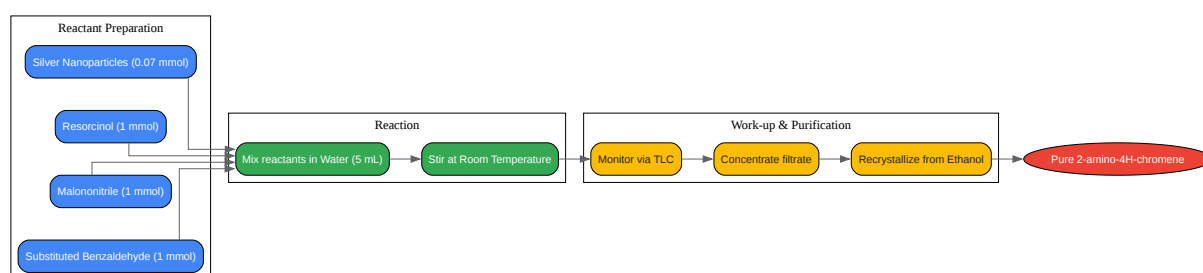 Reactant Preparation
Silver Nanoparticles (0.07 mmol)
Resorcinol (1 mmol)
Malononitrile (1 mmol)
Substituted Benzaldehyde (1 mmol)
Reaction
Mix reactants in Water (5 mL)
Stir at Room Temperature
Work-up & Purification
Monitor via TLC
Concentrate filtrate
Recrystallize from Ethanol
Pure 2-amino-4H-chromene